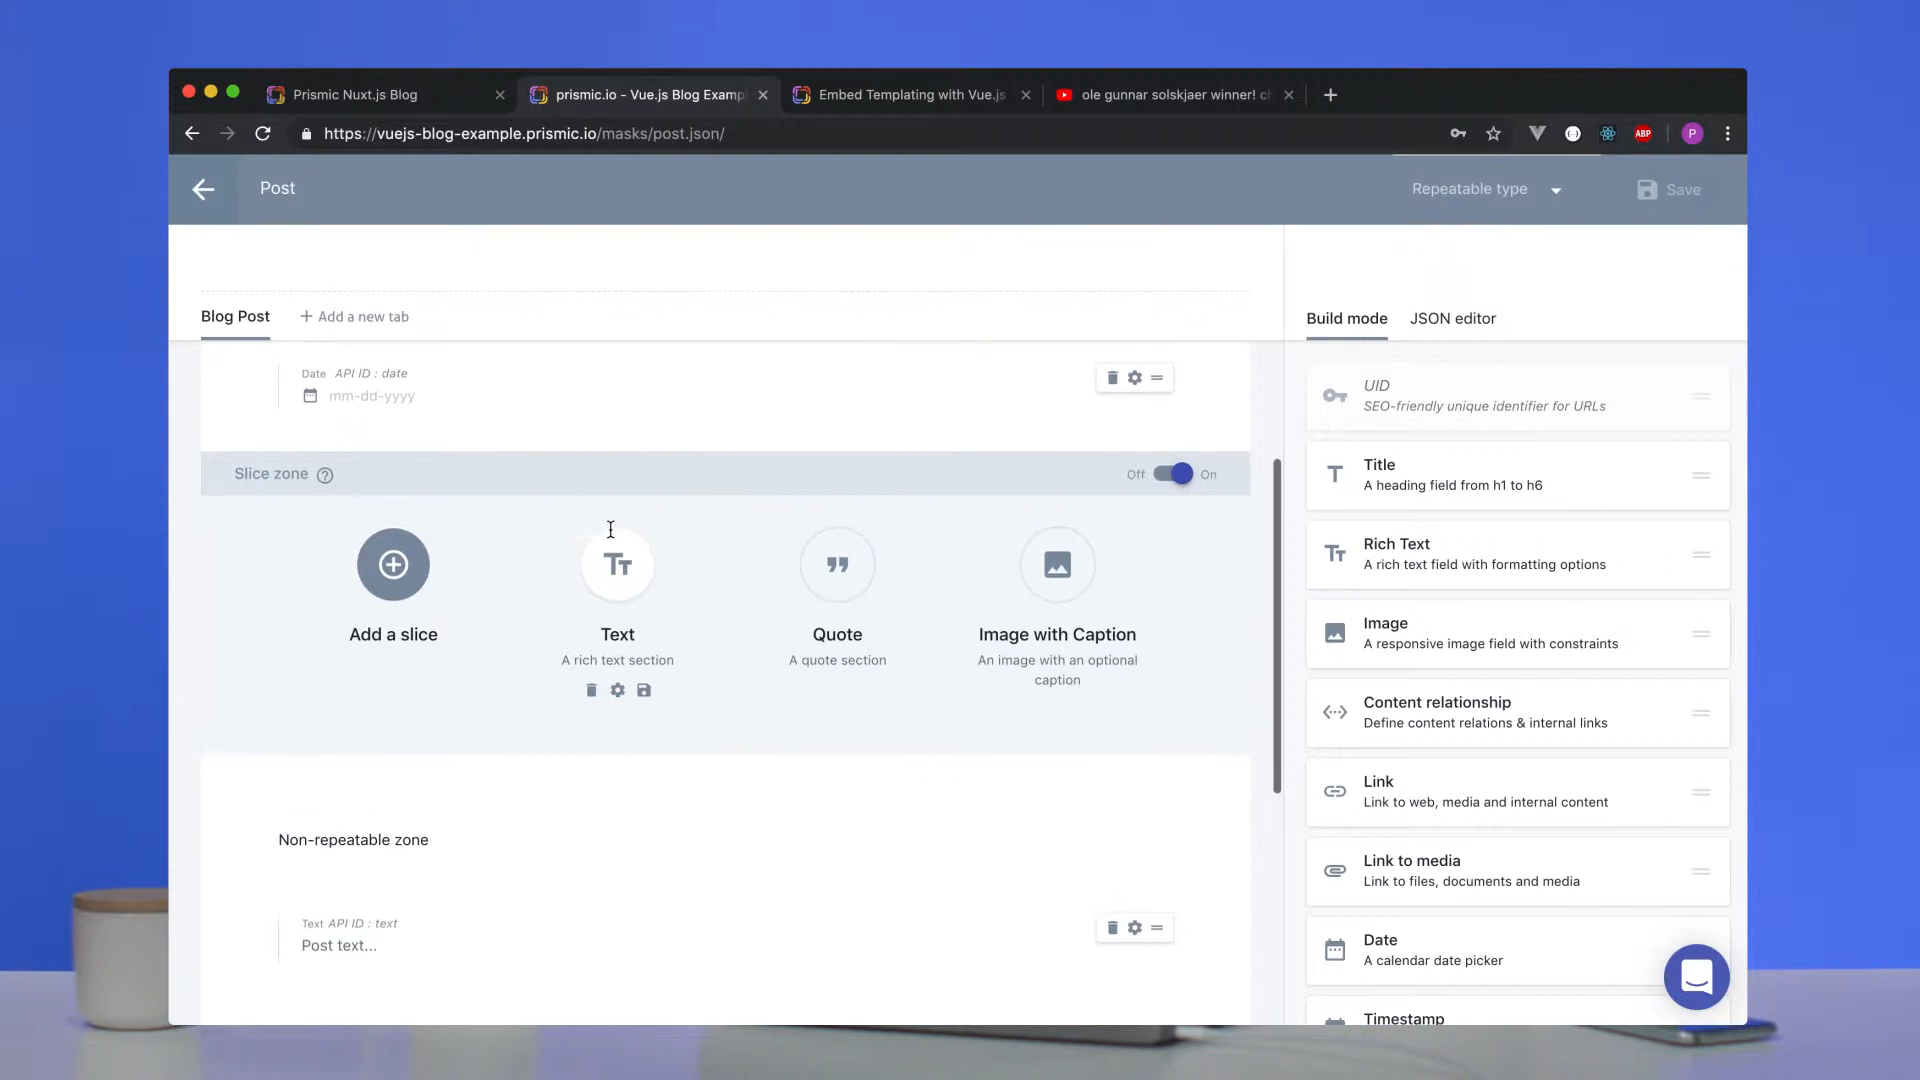 Prismic Nuxt.js Blog
prismic.io - Vue.js Blog Examp
Embed Templating with Vue.js
ole gunnar solskjaer winner! c
https://vuejs-blog-example.prismic.io/masks/post.json/
ABP
P
Post
Repeatable type
Save
Blog Post
Add a new tab
Build mode
JSON editor
Date API ID : date
mm-dd-yyyy
Slice zone ?
Off
On
Add a slice
Text
A rich text section
Quote
A quote section
Image with Caption
An image with an optional
caption
Non-repeatable zone
Text API ID : text
Post text...
UID
SEO-friendly unique identifier for URLs
Title
A heading field from h1 to h6
Rich Text
A rich text field with formatting options
Image
A responsive image field with constraints
Content relationship
Define content relations & internal links
Link
Link to web, media and internal content
Link to media
Link to files, documents and media
Date
A calendar date picker
Timestamp